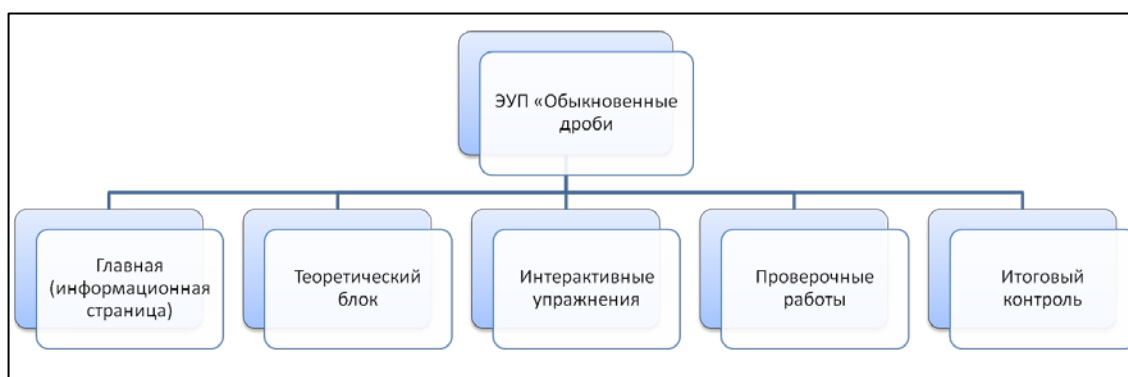 ЭУП «Обыкновенные
дроби
Главная
(информационная
страница)
Теоретический
блок
Интерактивные
упражнения
Проверочные
работы
Итоговый
контроль